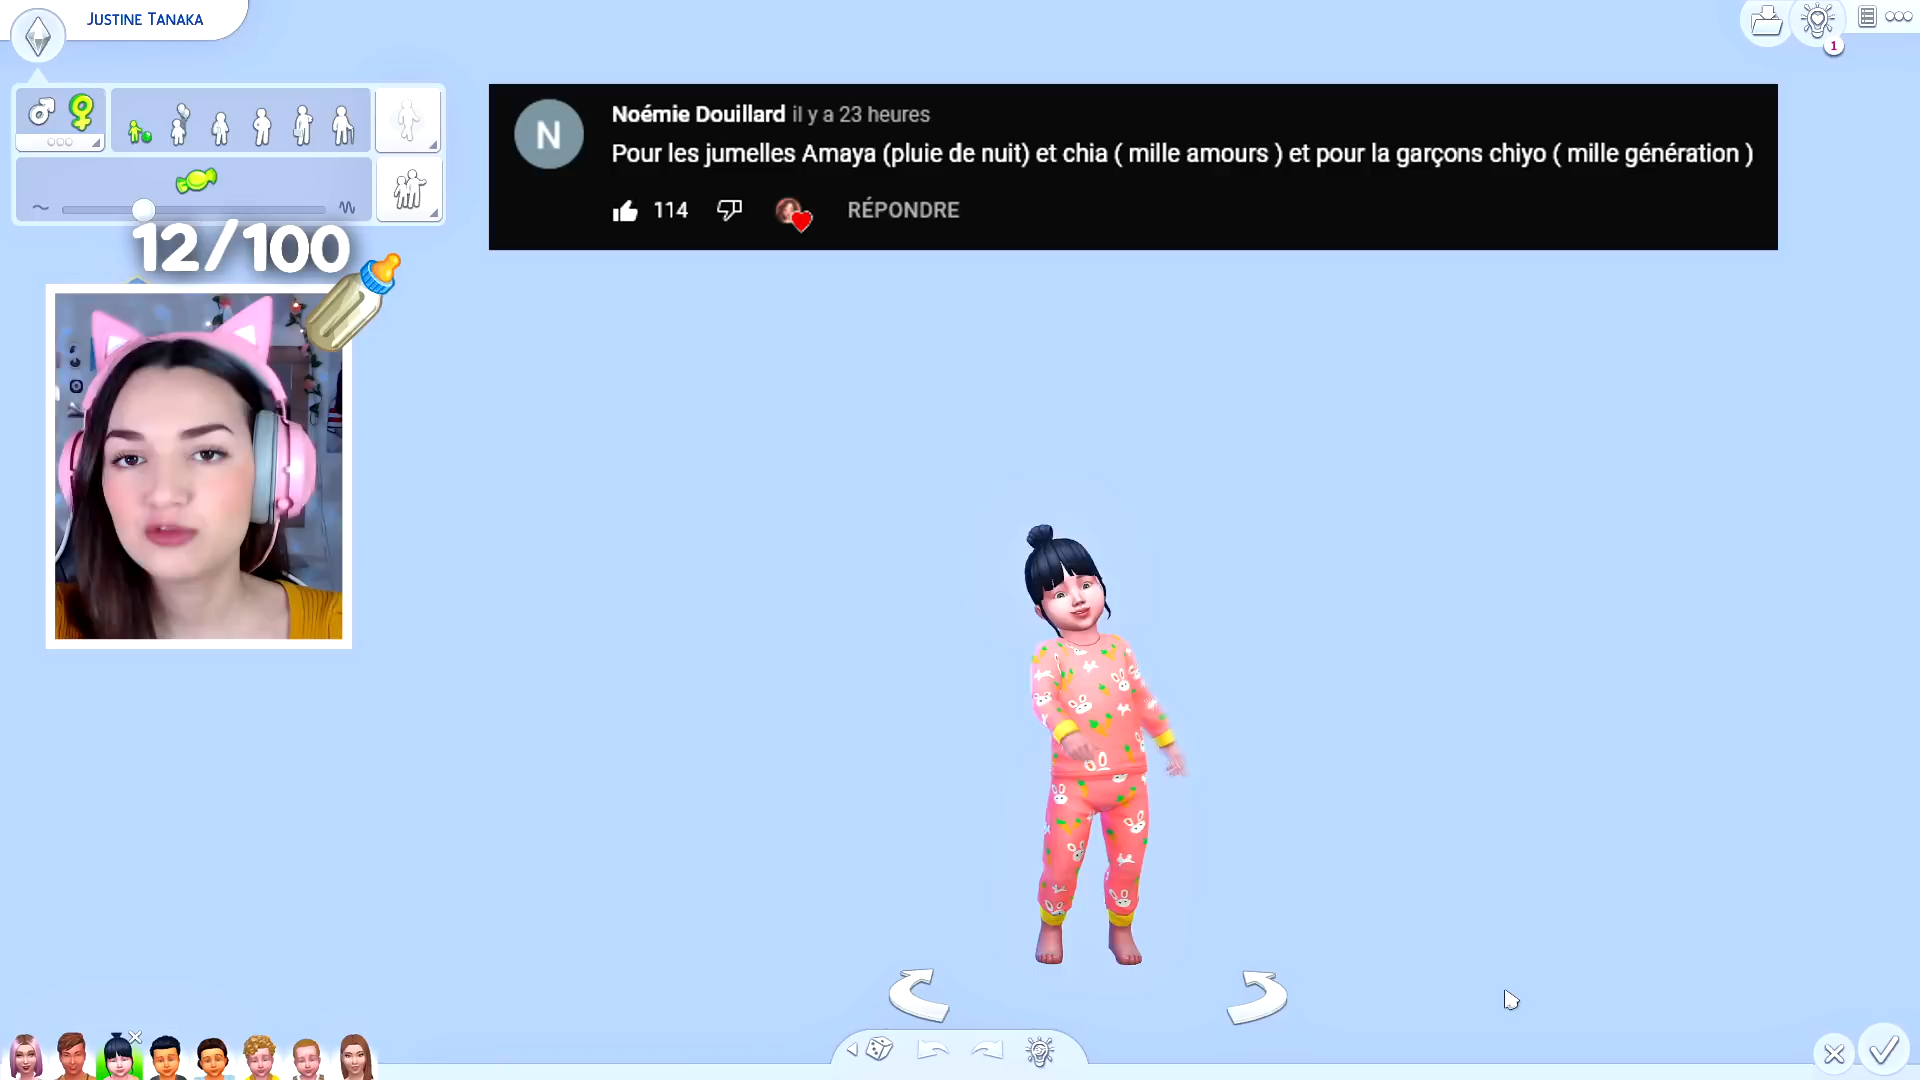 JUSTINE TANAKA
1
N
Noémie Douillard il y a 23 heures
Pour les jumelles Amaya (pluie de nuit) et chia ( mille amours ) et pour la garçons chiyo ( mille génération )
114
RÉPONDRE
12/100